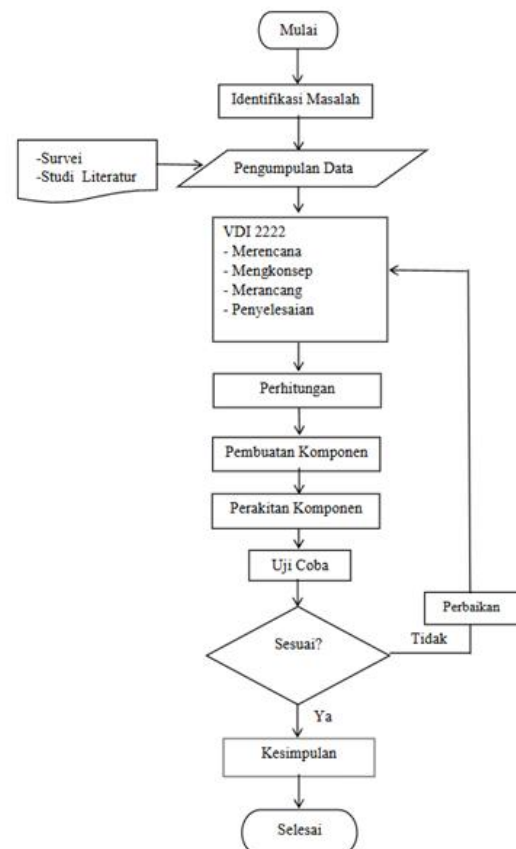 Mulai
Identifikasi Masalah
-Survei
-Studi Literatur
Pengumpulan Data
VDI 2222
- Merencana
- Mengkonsep
- Merancang
- Penyelesaian
Perhitungan
Pembuatan Komponen
Perakitan Komponen
Uji Coba
Perbaikan
Sesuai?
Tidak
Ya
Kesimpulan
Selesai